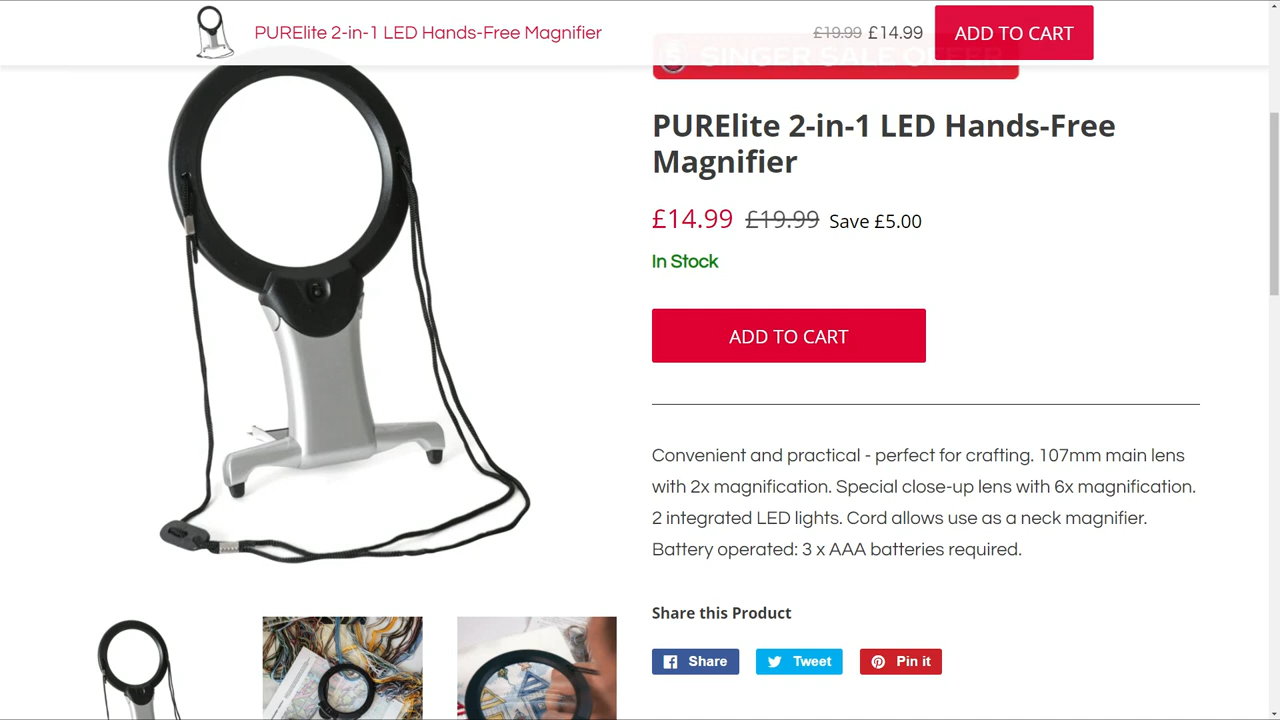 PURElite 2-in-1 LED Hands-Free Magnifier
£19.99 £14.99
ADD TO CART
SINGER SALE OFFER
PURElite 2-in-1 LED Hands-Free
Magnifier
£14.99 £19.99 Save £5.00
In Stock
ADD TO CART
Convenient and practical - perfect for crafting. 107mm main lens
with 2x magnification. Special close-up lens with 6x magnification.
2 integrated LED lights. Cord allows use as a neck magnifier.
Battery operated: 3 x AAA batteries required.
Share this Product
Share
Tweet
Pin it